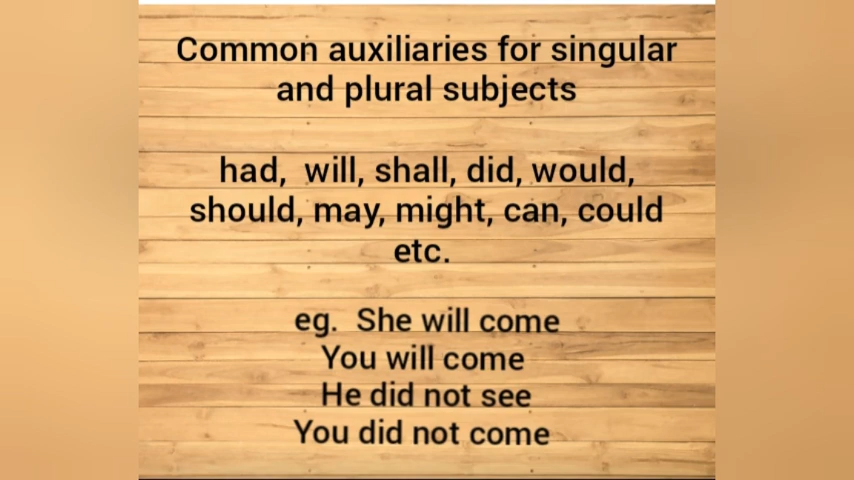 Common auxiliaries for singular
and plural subjects
had, will, shall, did, would,
should, may, might, can, could
etc.
eg. She will come
You will come
He did not see
You did not come